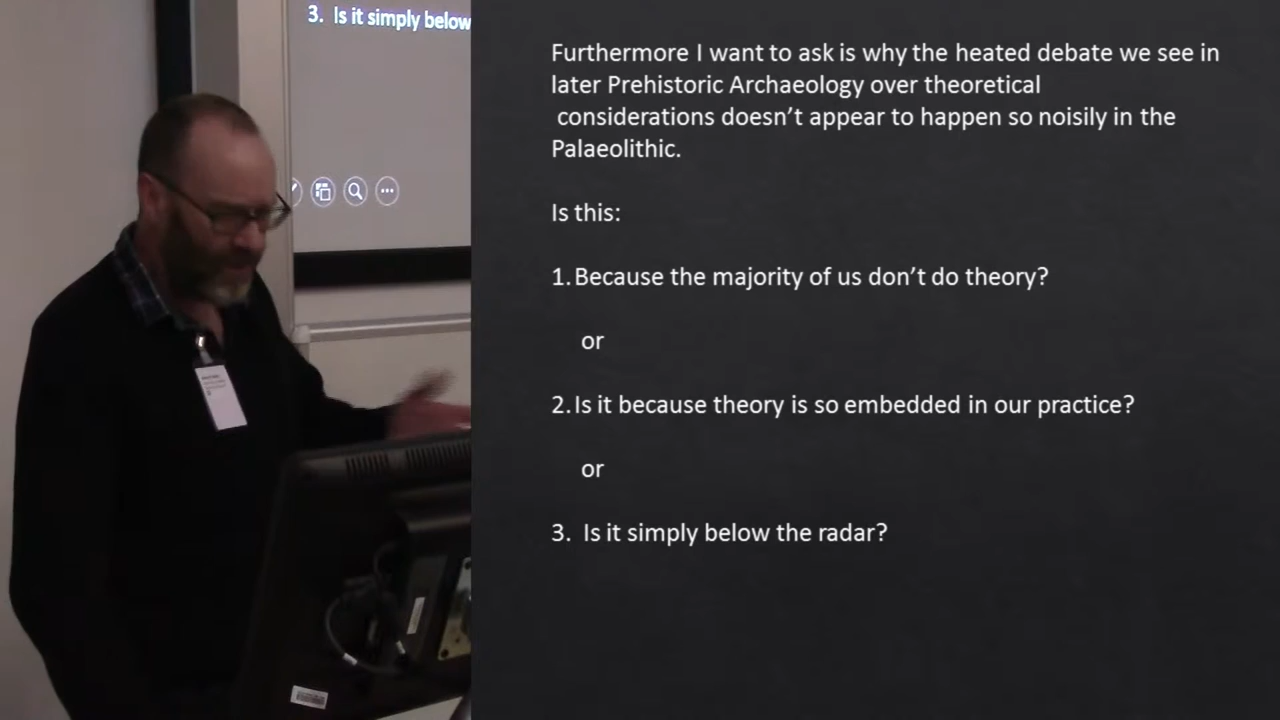 3. Is it simply below
Furthermore I want to ask is why the heated debate we see in
later Prehistoric Archaeology over theoretical
considerations doesn’t appear to happen so noisily in the
Palaeolithic.
Is this:
1. Because the majority of us don’t do theory?
or
2. Is it because theory is so embedded in our practice?
or
3. Is it simply below the radar?